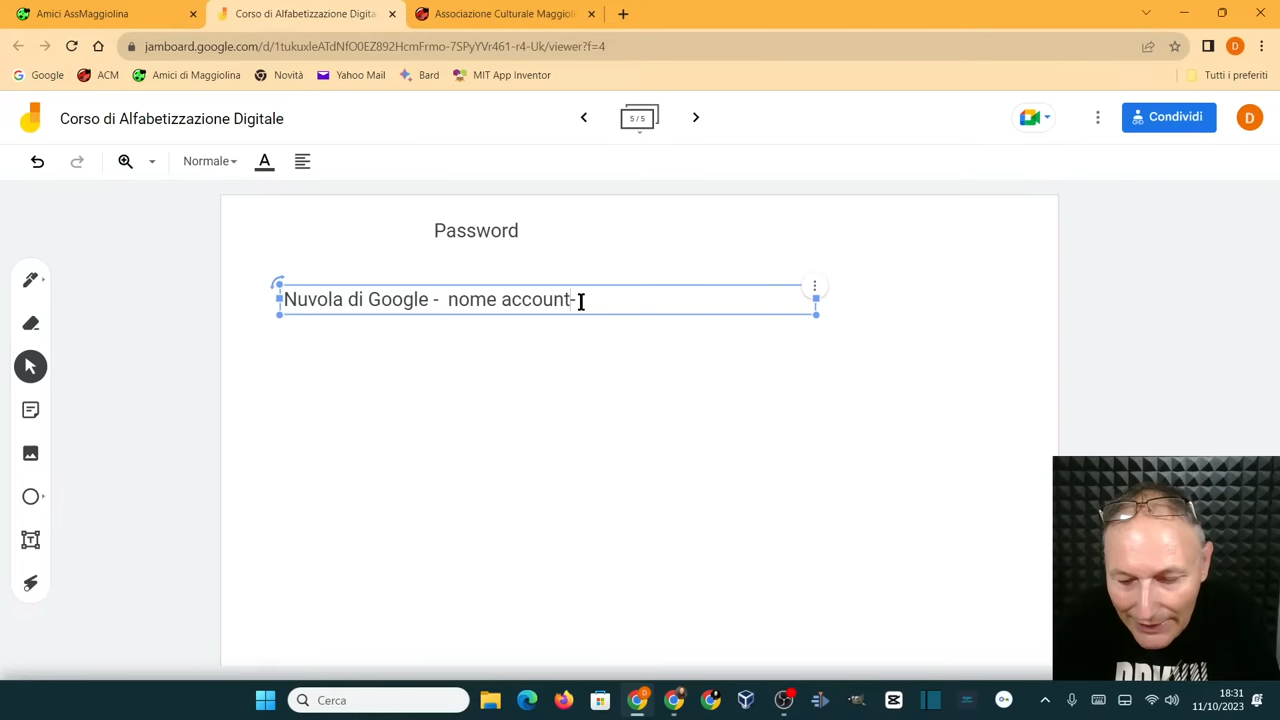 Amici AssMaggiolina
Corso di Alfabetizzazione Digita
Associazione Culturale Maggiolin
jamboard.google.com/d/1tukuxleATdNfO0EZ892HcmFrmo-7SPyYVr461-r4-Uk/viewer?f=4
D
Google
ACM
Amici di Maggiolina
Novità
Yahoo Mail
Bard
MIT App Inventor
Tutti i preferiti
Corso di Alfabetizzazione Digitale
5 / 5
Condividi
D
Normale
A
Password
Nuvola di Google - nome account-
Cerca
18:31
11/10/2023